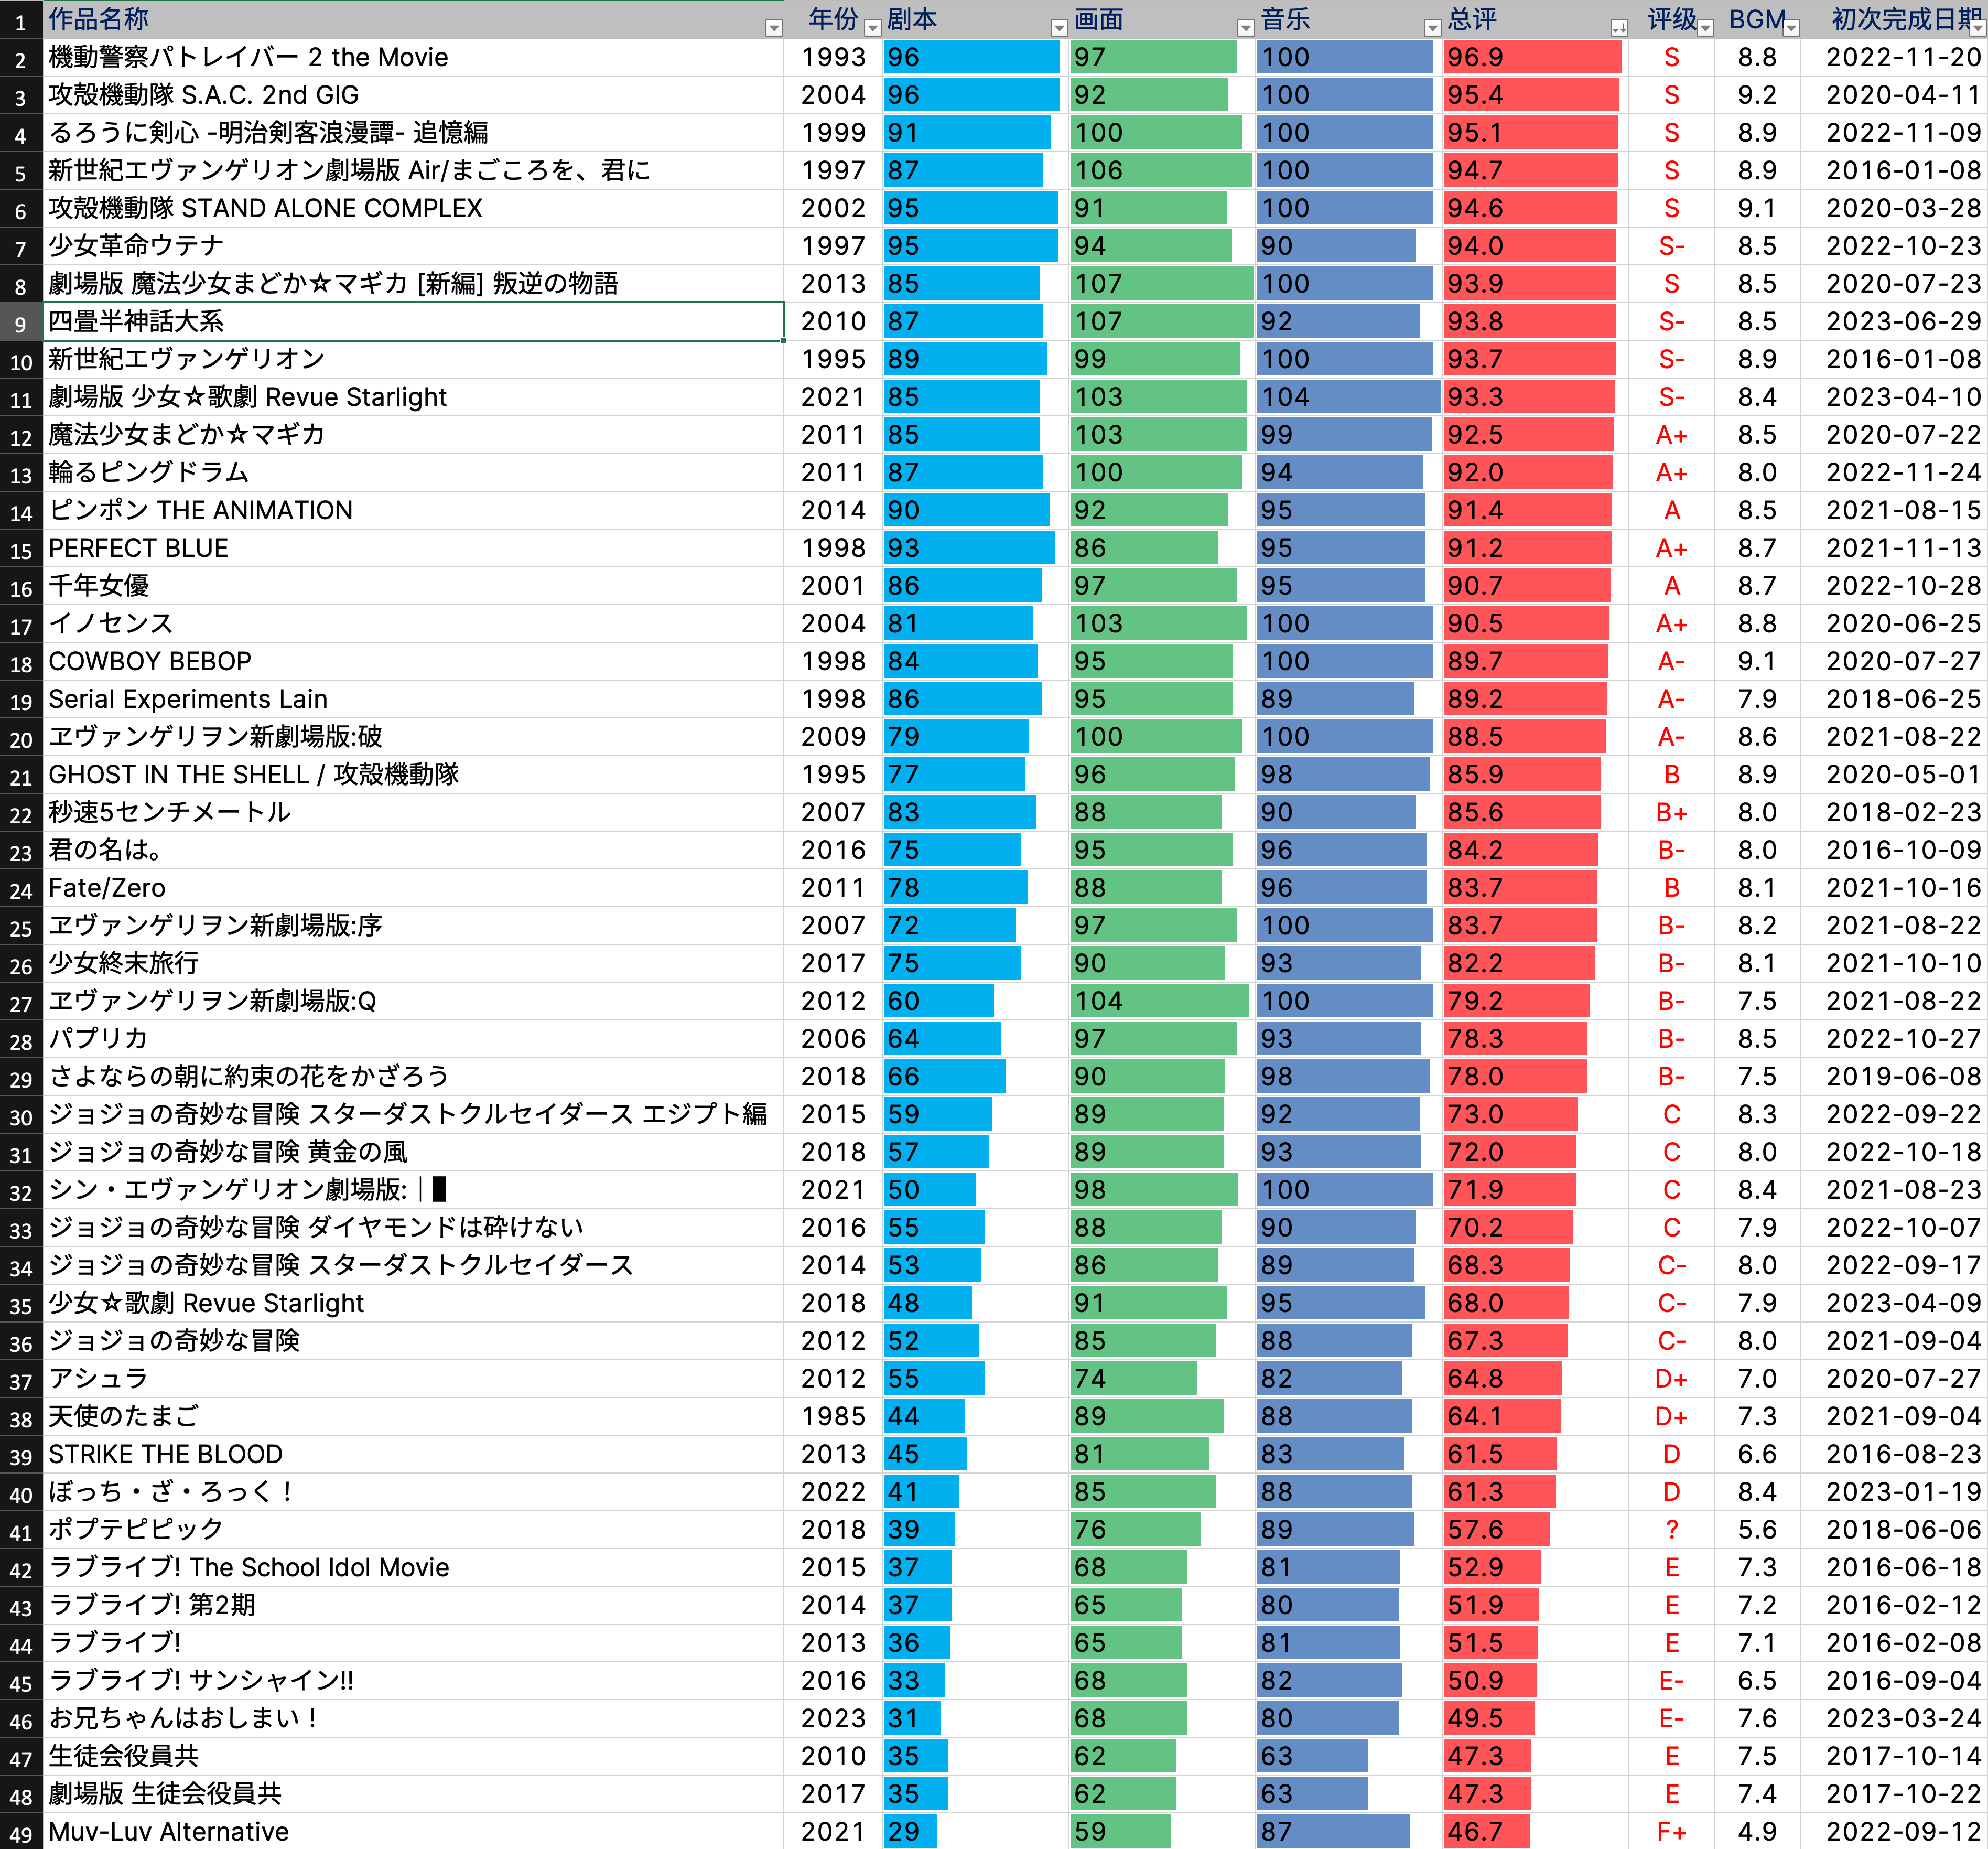 1 作品名称 年份 剧本 画面 音乐 总评 评级 BGM 初次完成日期
2 機動警察パトレイバー 2 the Movie 1993 96 97 100 96.9 S 8.8 2022-11-20
3 攻殻機動隊 S.A.C. 2nd GIG 2004 96 92 100 95.4 S 9.2 2020-04-11
4 るろうに剣心 -明治剣客浪漫譚- 追憶編 1999 91 100 100 95.1 S 8.9 2022-11-09
5 新世紀エヴァンゲリオン劇場版 Air/まごころを、君に 1997 87 106 100 94.7 S 8.9 2016-01-08
6 攻殻機動隊 STAND ALONE COMPLEX 2002 95 91 100 94.6 S 9.1 2020-03-28
7 少女革命ウテナ 1997 95 94 90 94.0 S- 8.5 2022-10-23
8 劇場版 魔法少女まどか☆マギカ [新編] 叛逆の物語 2013 85 107 100 93.9 S 8.5 2020-07-23
9 四畳半神話大系 2010 87 107 92 93.8 S- 8.5 2023-06-29
10 新世紀エヴァンゲリオン 1995 89 99 100 93.7 S- 8.9 2016-01-08
11 劇場版 少女☆歌劇 Revue Starlight 2021 85 103 104 93.3 S- 8.4 2023-04-10
12 魔法少女まどか☆マギカ 2011 85 103 99 92.5 A+ 8.5 2020-07-22
13 輪るピングドラム 2011 87 100 94 92.0 A+ 8.0 2022-11-24
14 ピンポン THE ANIMATION 2014 90 92 95 91.4 A 8.5 2021-08-15
15 PERFECT BLUE 1998 93 86 95 91.2 A+ 8.7 2021-11-13
16 千年女優 2001 86 97 95 90.7 A 8.7 2022-10-28
17 イノセンス 2004 81 103 100 90.5 A+ 8.8 2020-06-25
18 COWBOY BEBOP 1998 84 95 100 89.7 A- 9.1 2020-07-27
19 Serial Experiments Lain 1998 86 95 89 89.2 A- 7.9 2018-06-25
20 ヱヴァンゲリヲン新劇場版:破 2009 79 100 100 88.5 A- 8.6 2021-08-22
21 GHOST IN THE SHELL / 攻殻機動隊 1995 77 96 98 85.9 B 8.9 2020-05-01
22 秒速5センチメートル 2007 83 88 90 85.6 B+ 8.0 2018-02-23
23 君の名は。 2016 75 95 96 84.2 B- 8.0 2016-10-09
24 Fate/Zero 2011 78 88 96 83.7 B 8.1 2021-10-16
25 ヱヴァンゲリヲン新劇場版:序 2007 72 97 100 83.7 B- 8.2 2021-08-22
26 少女終末旅行 2017 75 90 93 82.2 B- 8.1 2021-10-10
27 ヱヴァンゲリヲン新劇場版:Q 2012 60 104 100 79.2 B- 7.5 2021-08-22
28 パプリカ 2006 64 97 93 78.3 B- 8.5 2022-10-27
29 さよならの朝に約束の花をかざろう 2018 66 90 98 78.0 B- 7.5 2019-06-08
30 ジョジョの奇妙な冒険 スターダストクルセイダース エジプト編 2015 59 89 92 73.0 C 8.3 2022-09-22
31 ジョジョの奇妙な冒険 黄金の風 2018 57 89 93 72.0 C 8.0 2022-10-18
32 シン・エヴァンゲリオン劇場版:𝄀▮ 2021 50 98 100 71.9 C 8.4 2021-08-23
33 ジョジョの奇妙な冒険 ダイヤモンドは砕けない 2016 55 88 90 70.2 C 7.9 2022-10-07
34 ジョジョの奇妙な冒険 スターダストクルセイダース 2014 53 86 89 68.3 C- 8.0 2022-09-17
35 少女☆歌劇 Revue Starlight 2018 48 91 95 68.0 C- 7.9 2023-04-09
36 ジョジョの奇妙な冒険 2012 52 85 88 67.3 C- 8.0 2021-09-04
37 アシュラ 2012 55 74 82 64.8 D+ 7.0 2020-07-27
38 天使のたまご 1985 44 89 88 64.1 D+ 7.3 2021-09-04
39 STRIKE THE BLOOD 2013 45 81 83 61.5 D 6.6 2016-08-23
40 ぼっち・ざ・ろっく！ 2022 41 85 88 61.3 D 8.4 2023-01-19
41 ポプテピピック 2018 39 76 89 57.6 ? 5.6 2018-06-06
42 ラブライブ! The School Idol Movie 2015 37 68 81 52.9 E 7.3 2016-06-18
43 ラブライブ! 第2期 2014 37 65 80 51.9 E 7.2 2016-02-12
44 ラブライブ! 2013 36 65 81 51.5 E 7.1 2016-02-08
45 ラブライブ! サンシャイン!! 2016 33 68 82 50.9 E- 6.5 2016-09-04
46 お兄ちゃんはおしまい！ 2023 31 68 80 49.5 E- 7.6 2023-03-24
47 生徒会役員共 2010 35 62 63 47.3 E 7.5 2017-10-14
48 劇場版 生徒会役員共 2017 35 62 63 47.3 E 7.4 2017-10-22
49 Muv-Luv Alternative 2021 29 59 87 46.7 F+ 4.9 2022-09-12